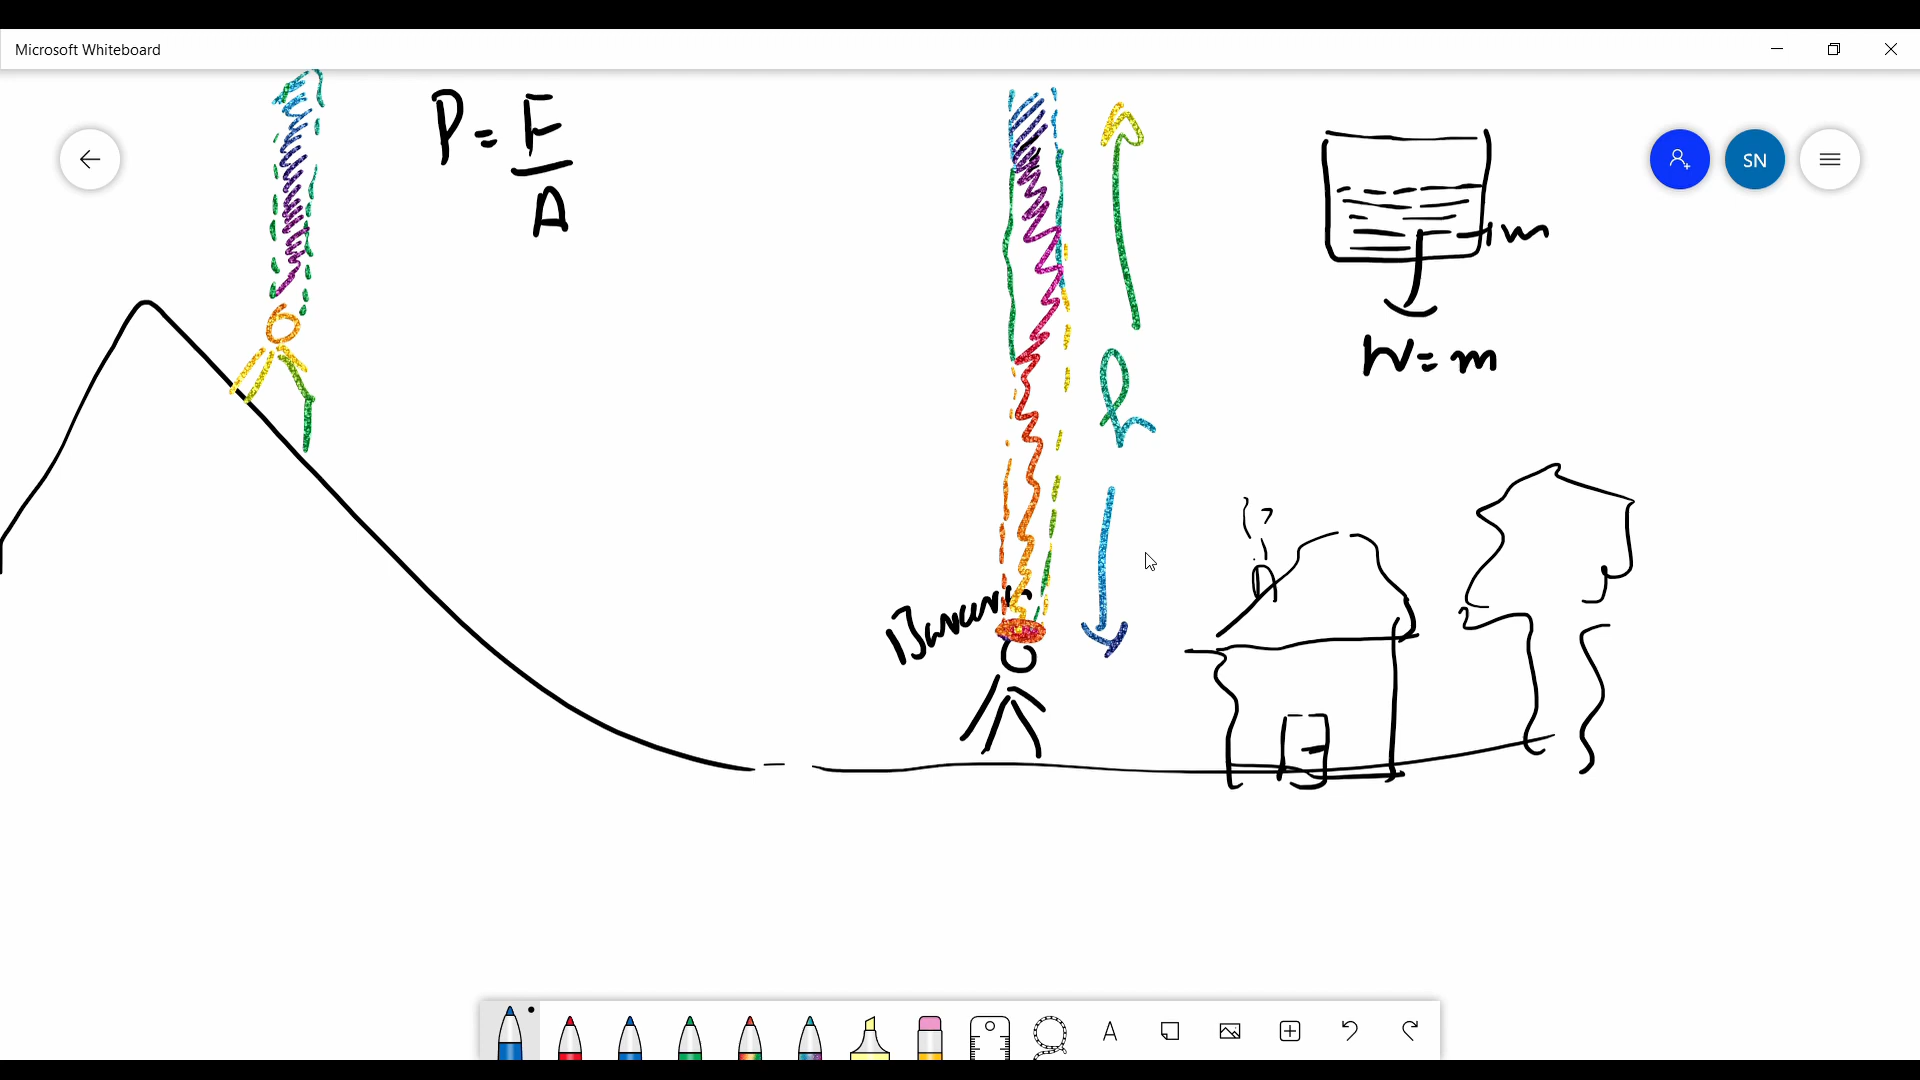 Microsoft Whiteboard
P = F
A
h
m
W = m
SN
A